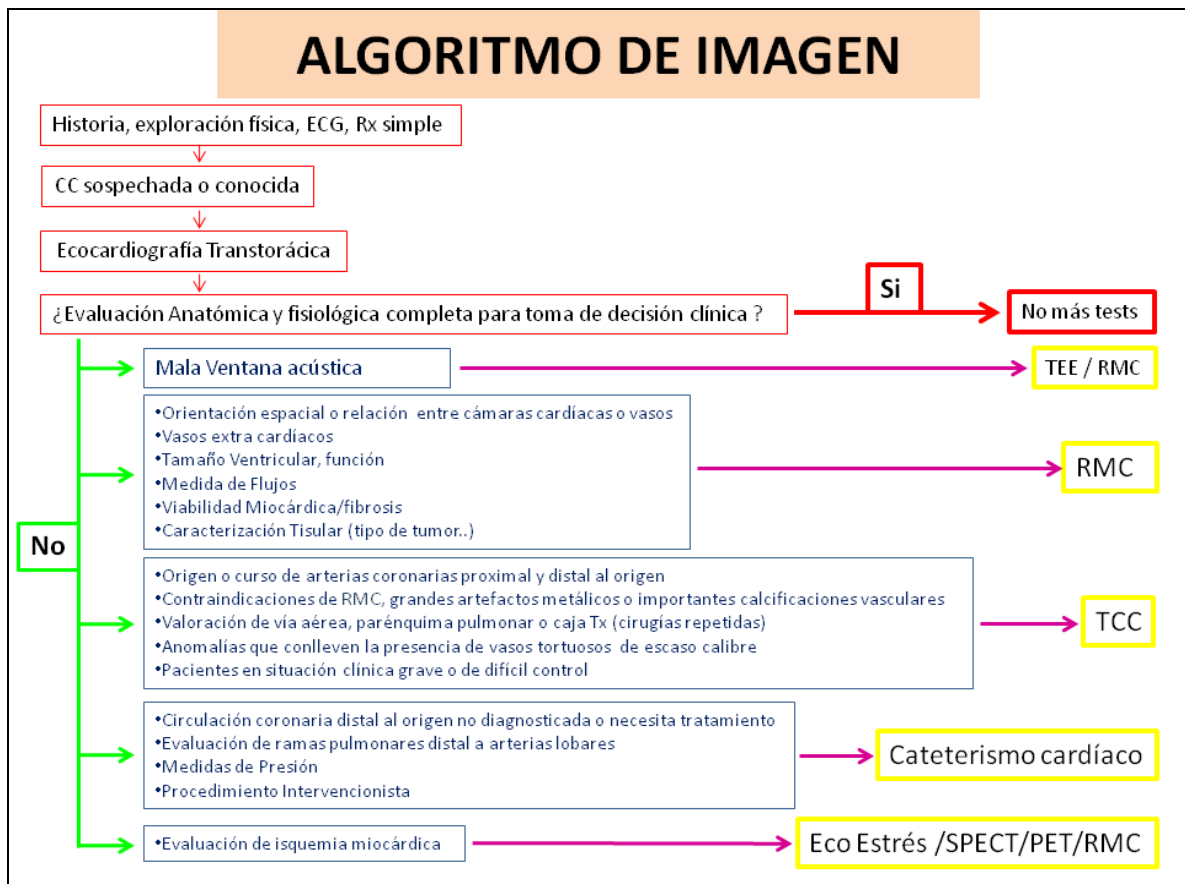 ALGORITMO DE IMAGEN
Historia, exploración física, ECG, Rx simple
CC sospechada o conocida
Ecocardiografía Transtorácica
¿Evaluación Anatómica y fisiológica completa para toma de decisión clínica ?
Si
No más tests
No
Mala Ventana acústica
TEE / RMC
•Orientación espacial o relación entre cámaras cardíacas o vasos
•Vasos extra cardíacos
•Tamaño Ventricular, función
•Medida de Flujos
•Viabilidad Miocárdica/fibrosis
•Caracterización Tisular (tipo de tumor..)
RMC
•Origen o curso de arterias coronarias proximal y distal al origen
•Contraindicaciones de RMC, grandes artefactos metálicos o importantes calcificaciones vasculares
•Valoración de vía aérea, parénquima pulmonar o caja Tx (cirugías repetidas)
•Anomalías que conlleven la presencia de vasos tortuosos de escaso calibre
•Pacientes en situación clínica grave o de difícil control
TCC
•Circulación coronaria distal al origen no diagnosticada o necesita tratamiento
•Evaluación de ramas pulmonares distal a arterias lobares
•Medidas de Presión
•Procedimiento Intervencionista
Cateterismo cardíaco
•Evaluación de isquemia miocárdica
Eco Estrés /SPECT/PET/RMC